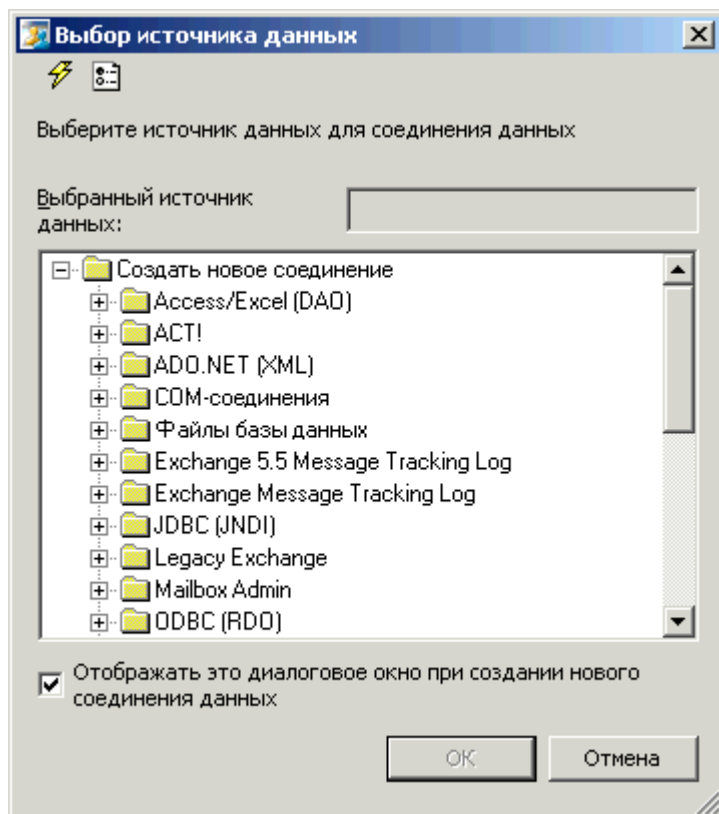 Выбор источника данных
Выберите источник данных для соединения данных
Выбранный источник
данных:
Создать новое соединение
Access/Excel (DAO)
ACT!
ADO.NET (XML)
COM-соединения
Файлы базы данных
Exchange 5.5 Message Tracking Log
Exchange Message Tracking Log
JDBC (JNDI)
Legacy Exchange
Mailbox Admin
ODBC (RDO)
Отображать это диалоговое окно при создании нового
соединения данных
OK
Отмена